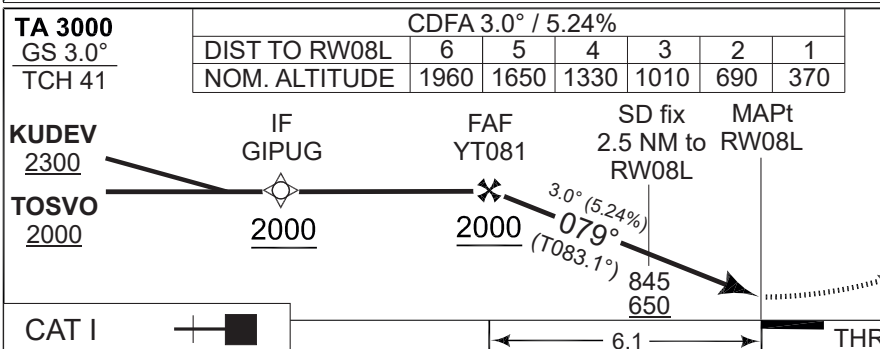 TA 3000
GS 3.0°
TCH 41
CDFA 3.0° / 5.24%
DIST TO RW08L 6 5 4 3 2 1
NOM. ALTITUDE 1960 1650 1330 1010 690 370
KUDEV
2300
TOSVO
2000
IF
GIPUG
2000
FAF
YT081
2000
SD fix
2.5 NM to
RW08L
MAPt
RW08L
3.0° (5.24%)
079°
(T083.1°)
845
650
CAT I
6.1
THR